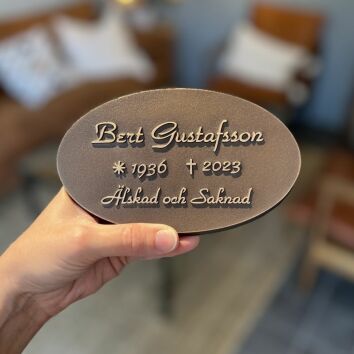 Bert Gustafsson
* 1936 † 2023
Älskad och Saknad